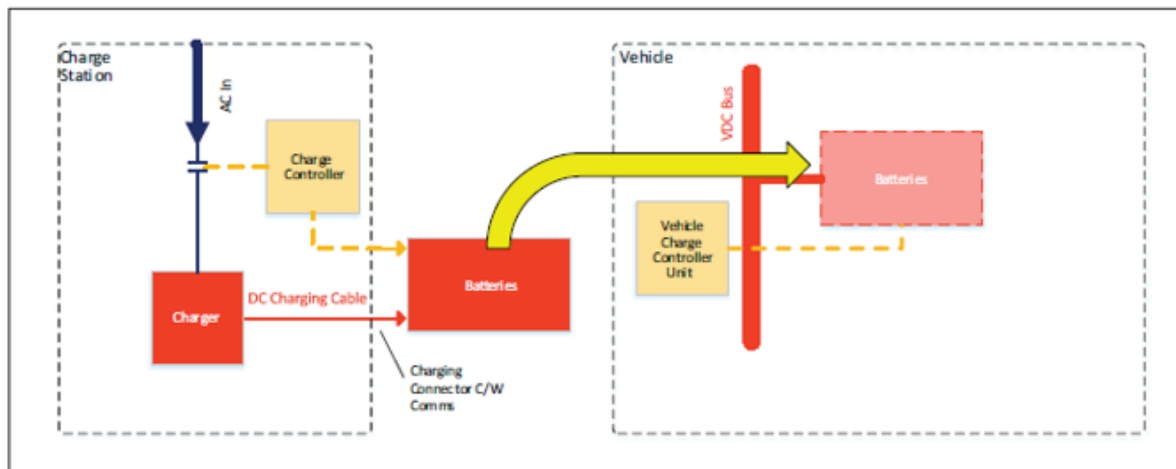 Charge
Station
AC In
Charge
Controller
Charger
DC Charging Cable
Charging
Connector C/W
Comms
Batteries
Vehicle
VDC Bus
Batteries
Vehicle
Charge
Controller
Unit